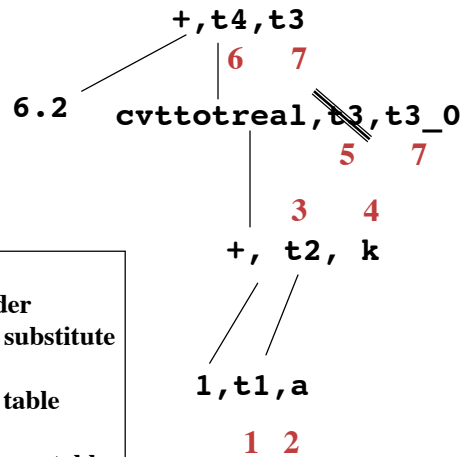 +,t4,t3
6 7
6.2
cvttotreal,t3,t3_0
5 7
3 4
+, t2, k
substitute
table
1,t1,a
1 2